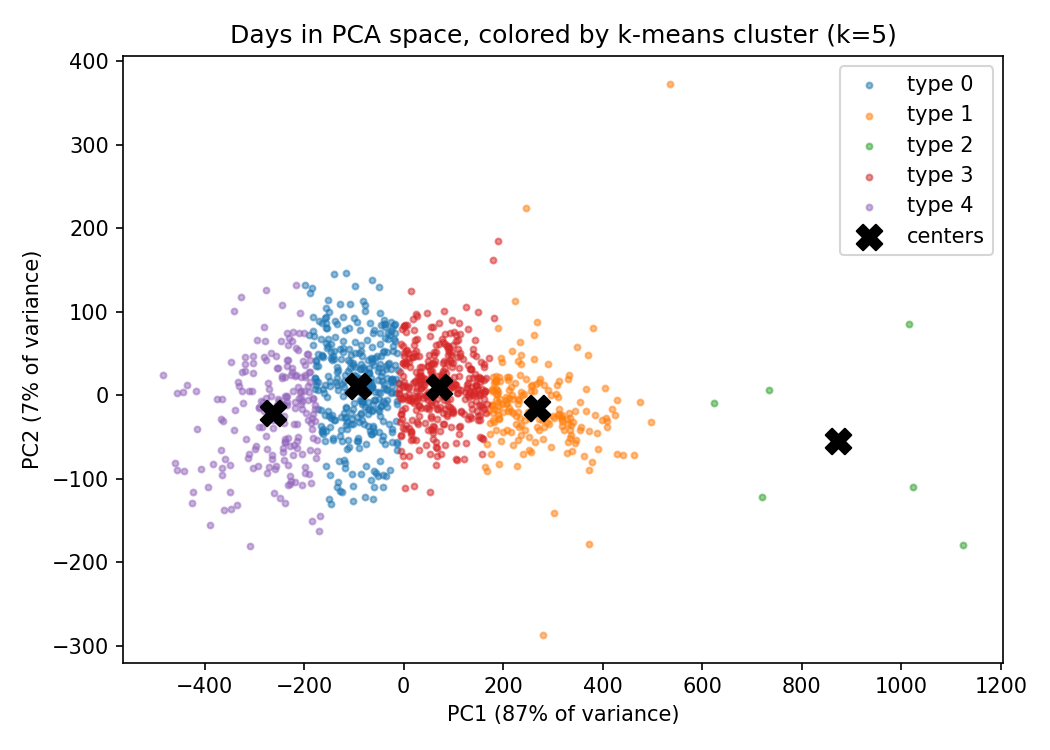 Days in PCA space, colored by k-means cluster (k=5)
400
300
200
100
0
−100
−200
−300
PC2 (7% of variance)
type 0
type 1
type 2
type 3
type 4
centers
−400
−200
0
200
400
600
800
1000
1200
PC1 (87% of variance)